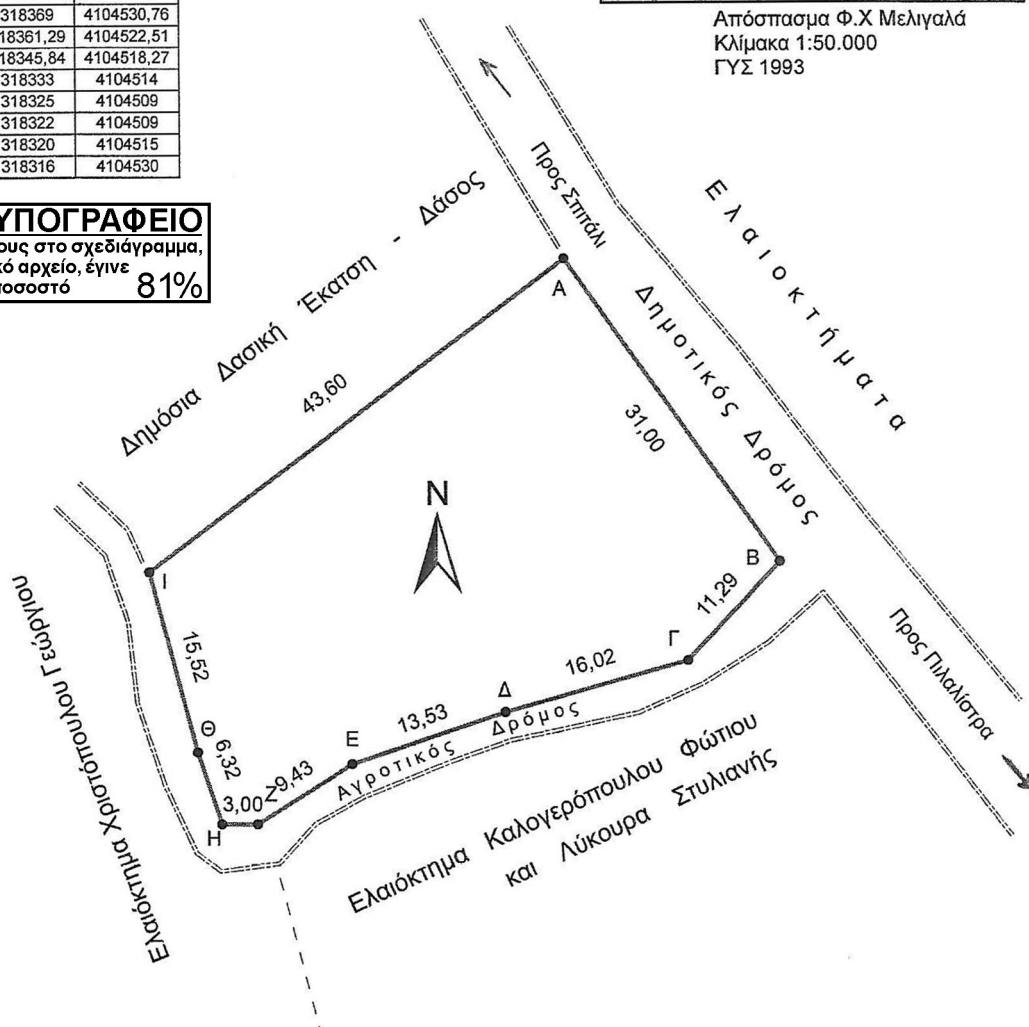 318369 4104530,76
18361,29 4104522,51
18345,84 4104518,27
318333 4104514
318325 4104509
318322 4104509
318320 4104515
318316 4104530
ΥΠΟΓΡΑΦΕΙΟ
ους στο σχεδιάγραμμα,
κό αρχείο, έγινε
ποσοστό 81%
Απόσπασμα Φ.Χ Μελιγαλά
Κλίμακα 1:50.000
ΓΥΣ 1993
Προς Σπιτάλι
Ελαιοκτήματα
Δημόσια Δασική Έκατση - Δάσος
Α
Δημοτικός Δρόμος
43,60
31,00
N
Β
Ι
11,29
Γ
15,52
16,02
Προς Πιλαλίστρα
Δ
Θ
13,53
Δρόμος
Ε
6,32
Αγροτικός
9,43
Ζ
3,00
Η
Ελαιόκτημα Χριστόπουλου Γεώργιου
Ελαιόκτημα Καλογερόπουλου Φώτιου
και Λύκουρα Στυλιανής